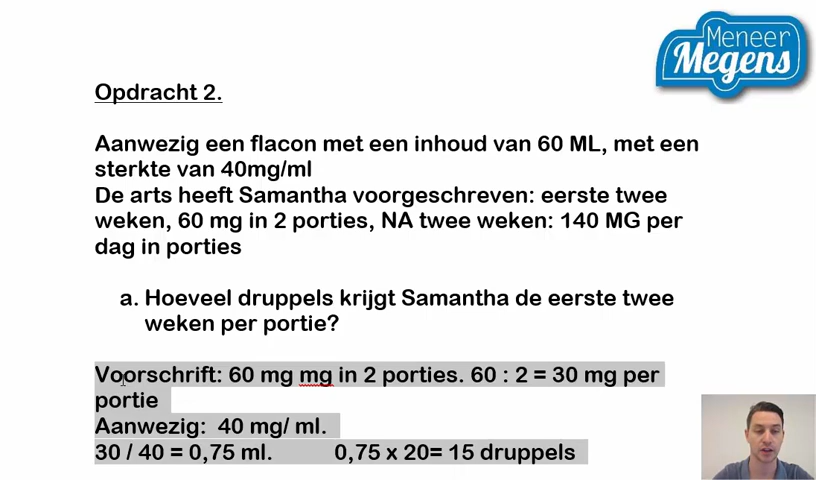 Meneer
Megens
Opdracht 2.
Aanwezig een flacon met een inhoud van 60 ML, met een
sterkte van 40mg/ml
De arts heeft Samantha voorgeschreven: eerste twee
weken, 60 mg in 2 porties, NA twee weken: 140 MG per
dag in porties
a. Hoeveel druppels krijgt Samantha de eerste twee
weken per portie?
Voorschrift: 60 mg mg in 2 porties. 60 : 2 = 30 mg per
portie
Aanwezig: 40 mg/ ml.
30 / 40 = 0,75 ml. 0,75 x 20= 15 druppels